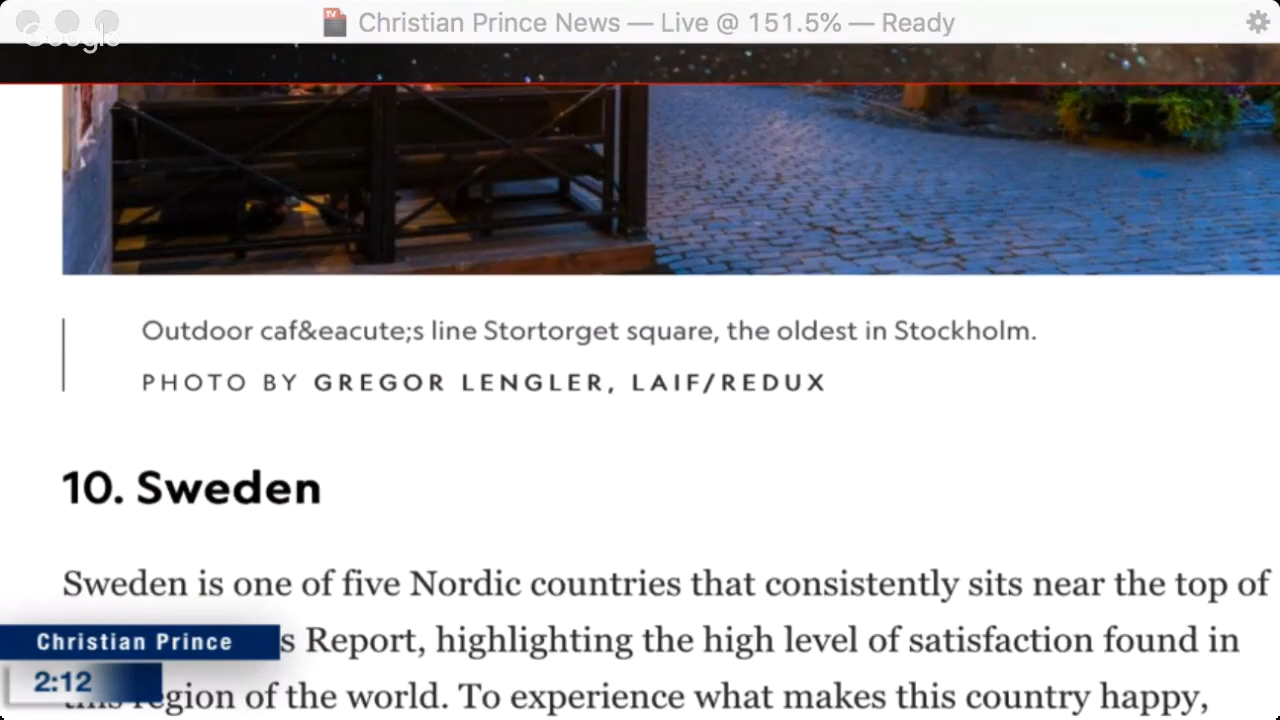 Christian Prince News — Live @ 151.5% — Ready
Google
Outdoor caf&eacute;s line Stortorget square, the oldest in Stockholm.
PHOTO BY GREGOR LENGLER, LAIF/REDUX
10. Sweden
Sweden is one of five Nordic countries that consistently sits near the top of
Christian Prince
s Report, highlighting the high level of satisfaction found in
2:12
this region of the world. To experience what makes this country happy,